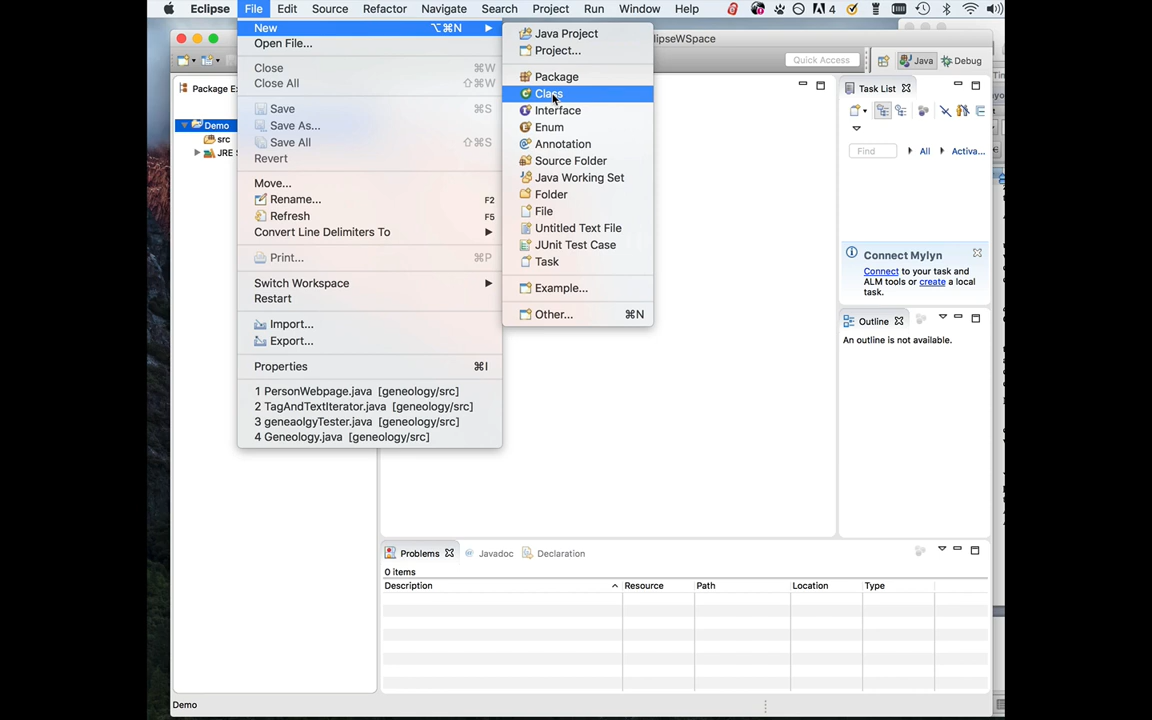 Eclipse File Edit Source Refactor Navigate Search Project Run Window Help 4
New ⌥⌘N
Open File...
Close ⌘W
Close All ⇧⌘W
Save ⌘S
Save As...
Save All ⇧⌘S
Revert
Move...
Rename... F2
Refresh F5
Convert Line Delimiters To
Print... ⌘P
Switch Workspace
Restart
Import...
Export...
Properties ⌘I
1 PersonWebpage.java [geneology/src]
2 TagAndTextIterator.java [geneology/src]
3 geneaolgyTester.java [geneology/src]
4 Geneology.java [geneology/src]
Java Project
Project...
Package
Class
Interface
Enum
Annotation
Source Folder
Java Working Set
Folder
File
Untitled Text File
JUnit Test Case
Task
Example...
Other... ⌘N
lipseWSpace
Quick Access
Java
Debug
Package Ex
Demo
src
JRE S
Task List
Find All Activa...
Connect Mylyn
Connect to your task and
ALM tools or create a local
task.
Outline
An outline is not available.
Problems Javadoc Declaration
0 items
Description Resource Path Location Type
Demo